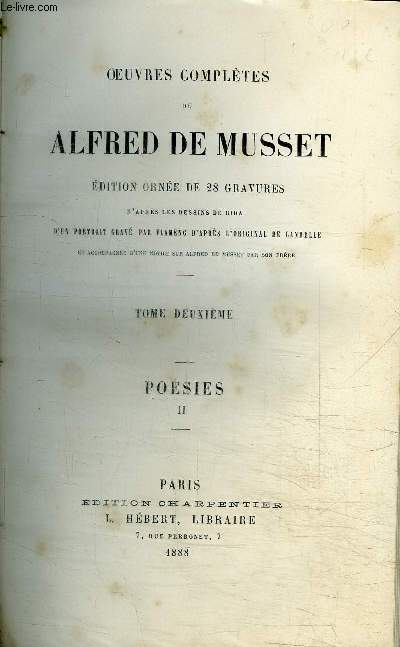 Le-livre.com
ŒUVRES COMPLÈTES
DE
ALFRED DE MUSSET
ÉDITION ORNÉE DE 28 GRAVURES
D'APRÈS LES DESSINS DE BIDA
D'UN PORTRAIT GRAVÉ PAR FLAMENG D'APRÈS L'ORIGINAL DE LANDELLE
ET ACCOMPAGNÉE D'UNE NOTICE SUR ALFRED DE MUSSET PAR SON FRÈRE
TOME DEUXIÈME
POÉSIES
II
PARIS
EDITION CHARPENTIER
L. HÉBERT, LIBRAIRE
7, RUE PERRONET, 7
1888